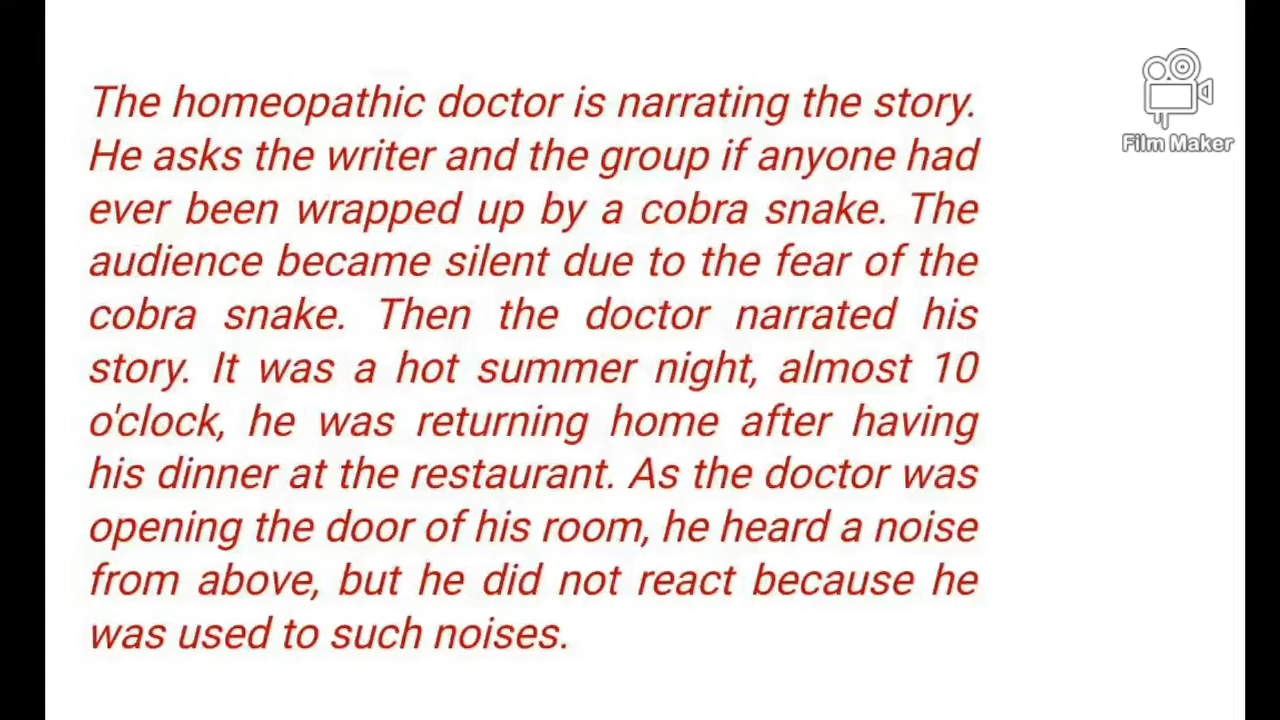 The homeopathic doctor is narrating the story.
He asks the writer and the group if anyone had
ever been wrapped up by a cobra snake. The
audience became silent due to the fear of the
cobra snake. Then the doctor narrated his
story. It was a hot summer night, almost 10
o'clock, he was returning home after having
his dinner at the restaurant. As the doctor was
opening the door of his room, he heard a noise
from above, but he did not react because he
was used to such noises.
Film Maker